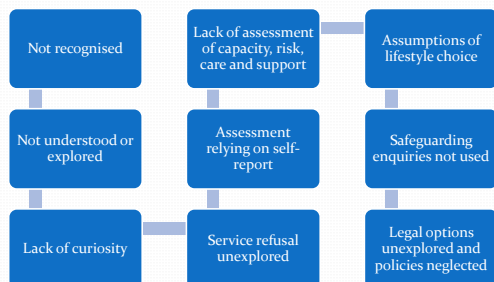 Not recognised
Not understood or
explored
Lack of curiosity
Service refusal
unexplored
Assessment
relying on self-
report
Lack of assessment
of capacity, risk,
care and support
Assumptions of
lifestyle choice
Safeguarding
enquiries not used
Legal options
unexplored and
policies neglected